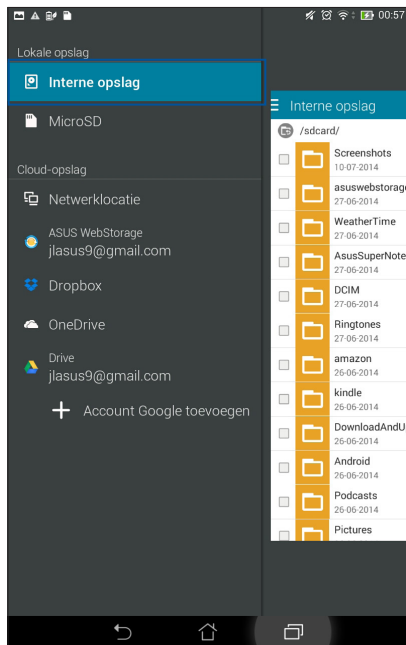 00:57
Lokale opslag
Interne opslag
MicroSD
Cloud-opslag
Netwerklocatie
ASUS WebStorage
jlasus9@gmail.com
Dropbox
OneDrive
Drive
jlasus9@gmail.com
Account Google toevoegen
Interne opslag
/sdcard/
Screenshots
10-07-2014
asuswebstorage
27-06-2014
WeatherTime
27-06-2014
AsusSuperNote
27-06-2014
DCIM
27-06-2014
Ringtones
27-06-2014
amazon
26-06-2014
kindle
26-06-2014
DownloadAndU
26-06-2014
Android
26-06-2014
Podcasts
26-06-2014
Pictures